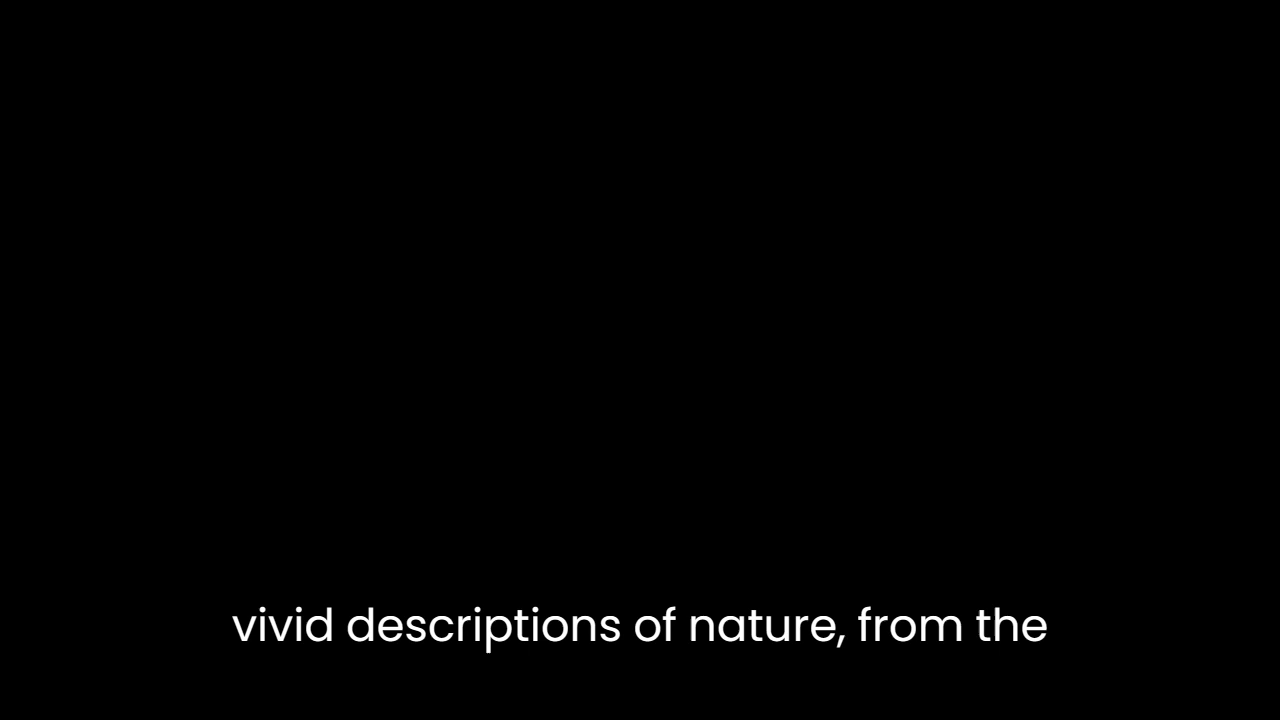 vivid descriptions of nature, from the